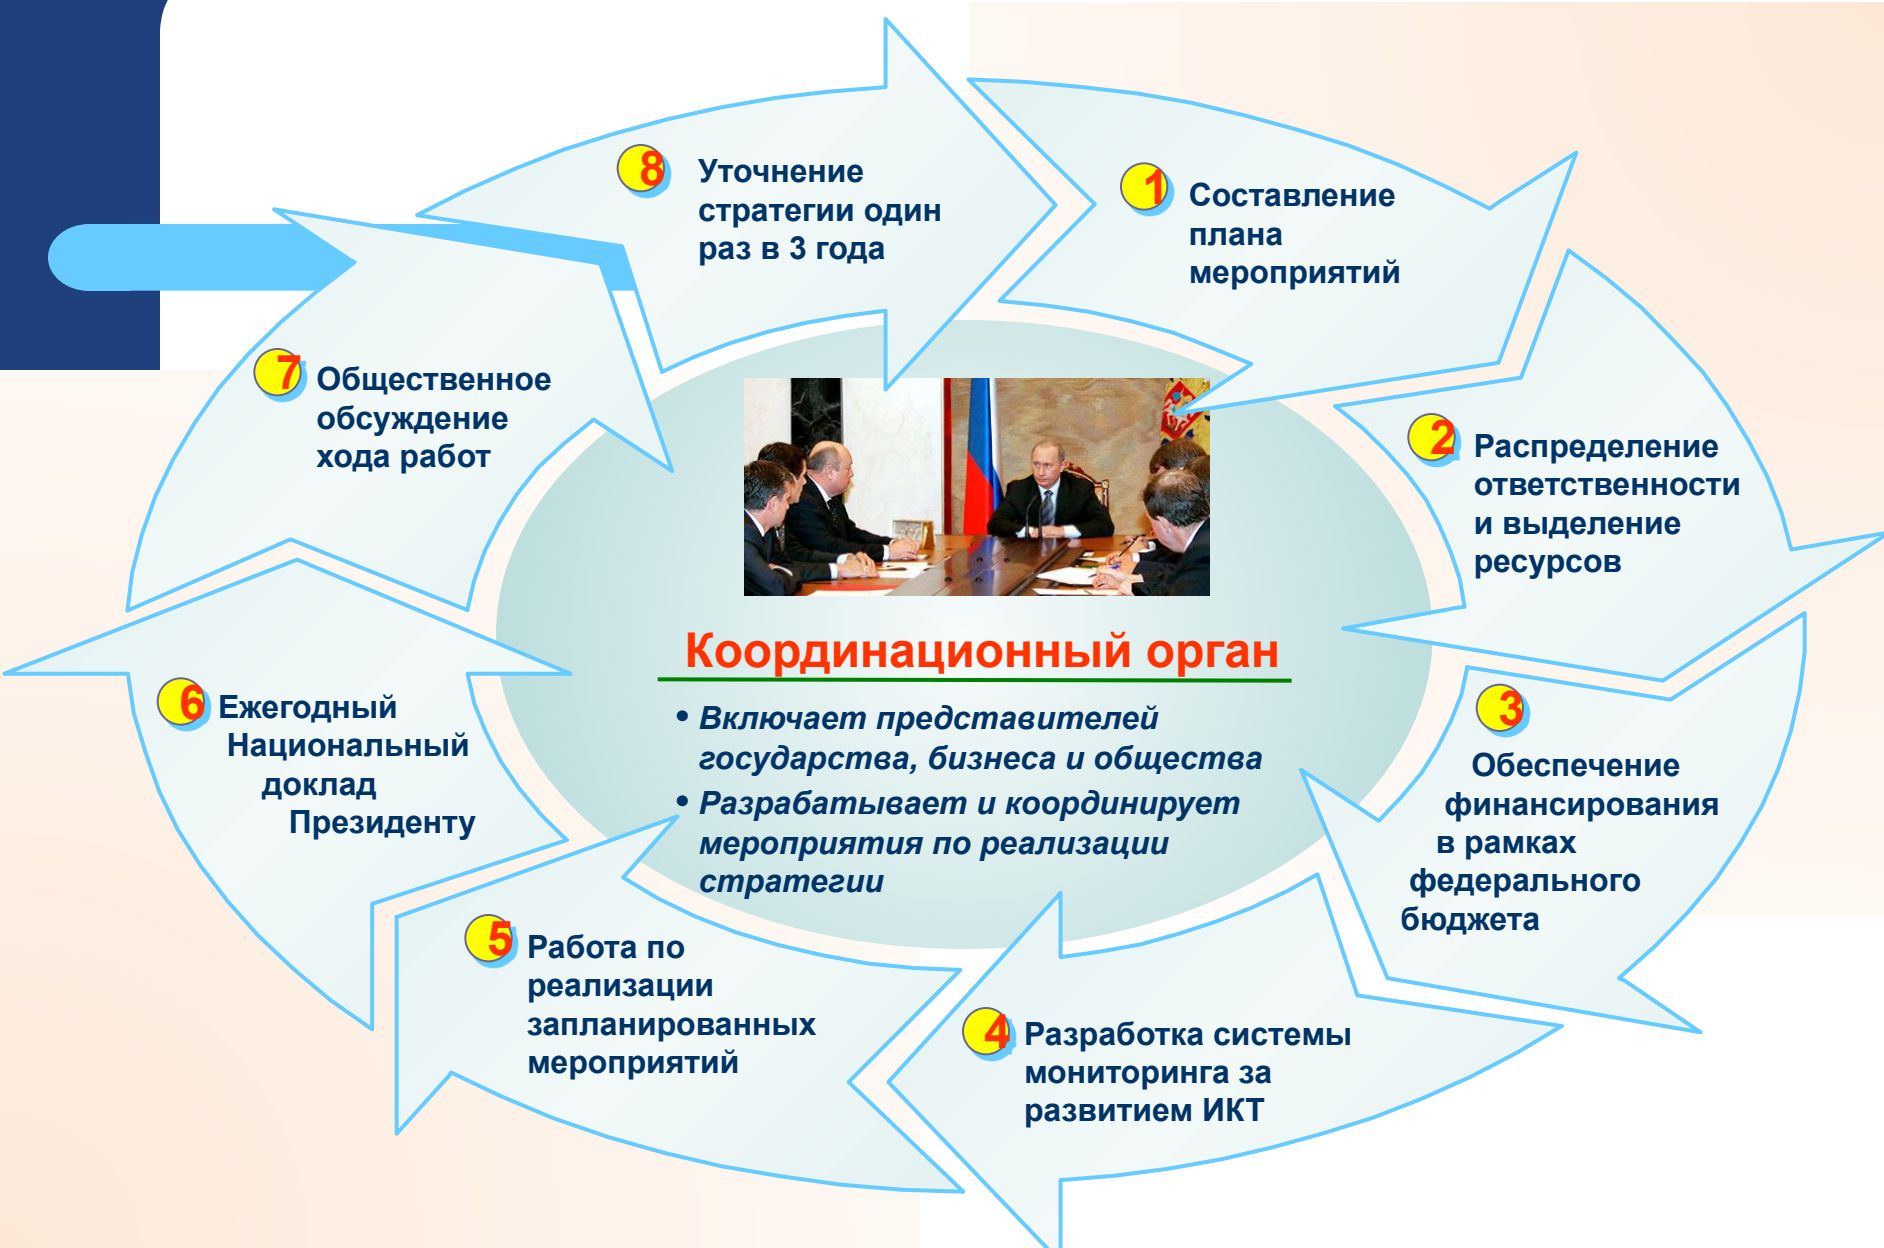 8
Уточнение
стратегии один
раз в 3 года
1
Составление
плана
мероприятий
2
Распределение
ответственности
и выделение
ресурсов
3
Обеспечение
финансирования
в рамках
федерального
бюджета
4
Разработка системы
мониторинга за
развитием ИКТ
5
Работа по
реализации
запланированных
мероприятий
6
Ежегодный
Национальный
доклад
Президенту
7
Общественное
обсуждение
хода работ
Координационный орган
• Включает представителей
государства, бизнеса и общества
• Разрабатывает и координирует
мероприятия по реализации
стратегии